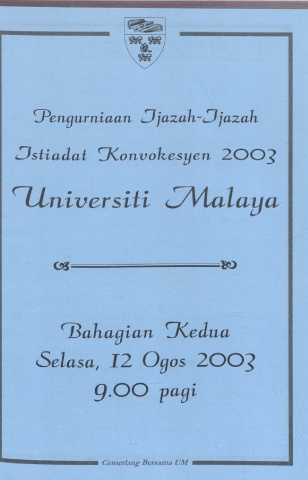 Pengurniaan Ijazah-Ijazah
Istiadat Konvokesyen 2003
Universiti Malaya
Bahagian Kedua
Selasa, 12 Ogos 2003
9.00 pagi
Cemerlang Bersama UM